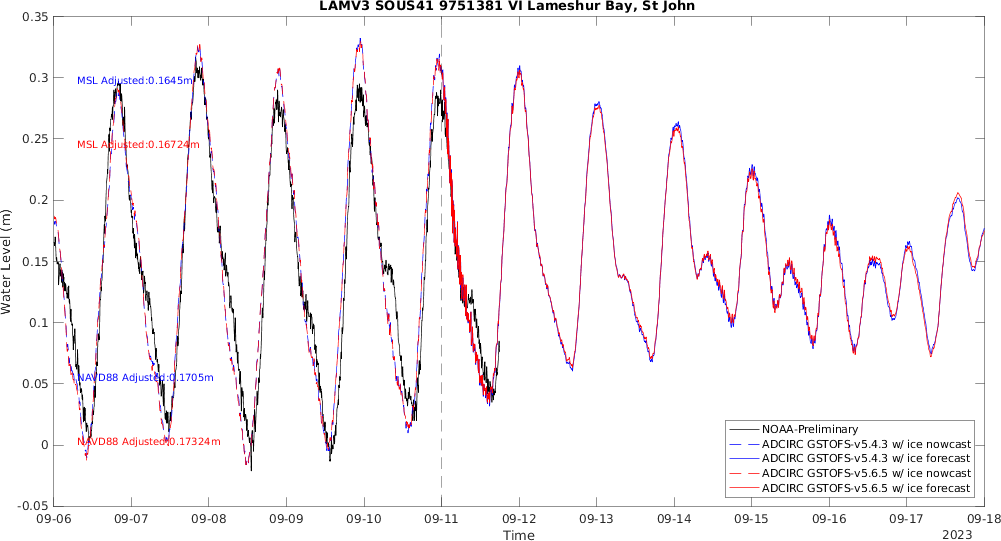 LAMV3 SOUS41 9751381 VI Lameshur Bay, St John
0.35
0.3
0.25
0.2
0.15
0.1
0.05
0
-0.05
Water Level (m)
MSL Adjusted:0.1645m
MSL Adjusted:0.16724m
NAVD88 Adjusted:0.1705m
NAVD88 Adjusted:0.17324m
NOAA-Preliminary
ADCIRC GSTOFS-v5.4.3 w/ ice nowcast
ADCIRC GSTOFS-v5.4.3 w/ ice forecast
ADCIRC GSTOFS-v5.6.5 w/ ice nowcast
ADCIRC GSTOFS-v5.6.5 w/ ice forecast
09-06 09-07 09-08 09-09 09-10 09-11 09-12 09-13 09-14 09-15 09-16 09-17 09-18
Time
2023